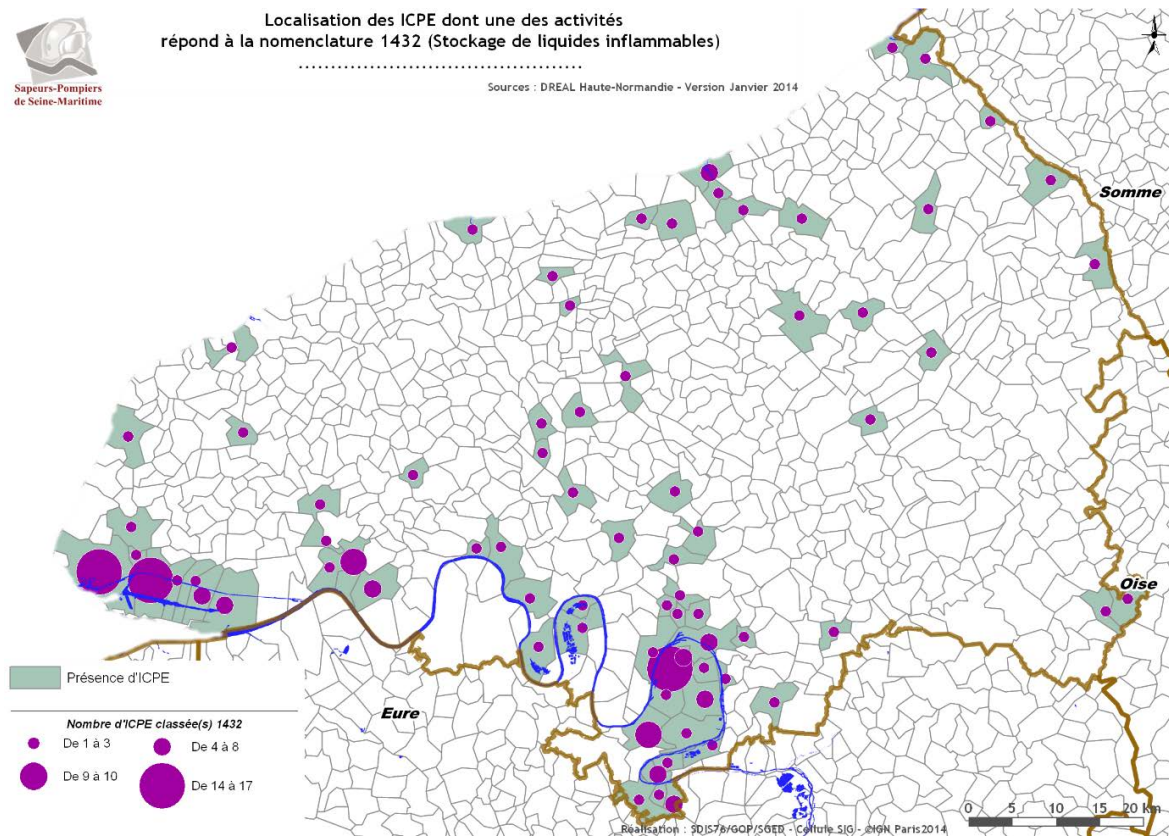 Localisation des ICPE dont une des activités
répond à la nomenclature 1432 (Stockage de liquides inflammables)
Sources : DREAL Haute-Normandie - Version Janvier 2014
Sapeurs-Pompiers
de Seine-Maritime
Somme
Oise
Eure
Présence d'ICPE
Nombre d'ICPE classée(s) 1432
De 1 à 3
De 4 à 8
De 9 à 10
De 14 à 17
0 5 10 15 20 km
Réalisation : SDIS76/GOP/SGED - Cellule SIG - ©IGN Paris2014